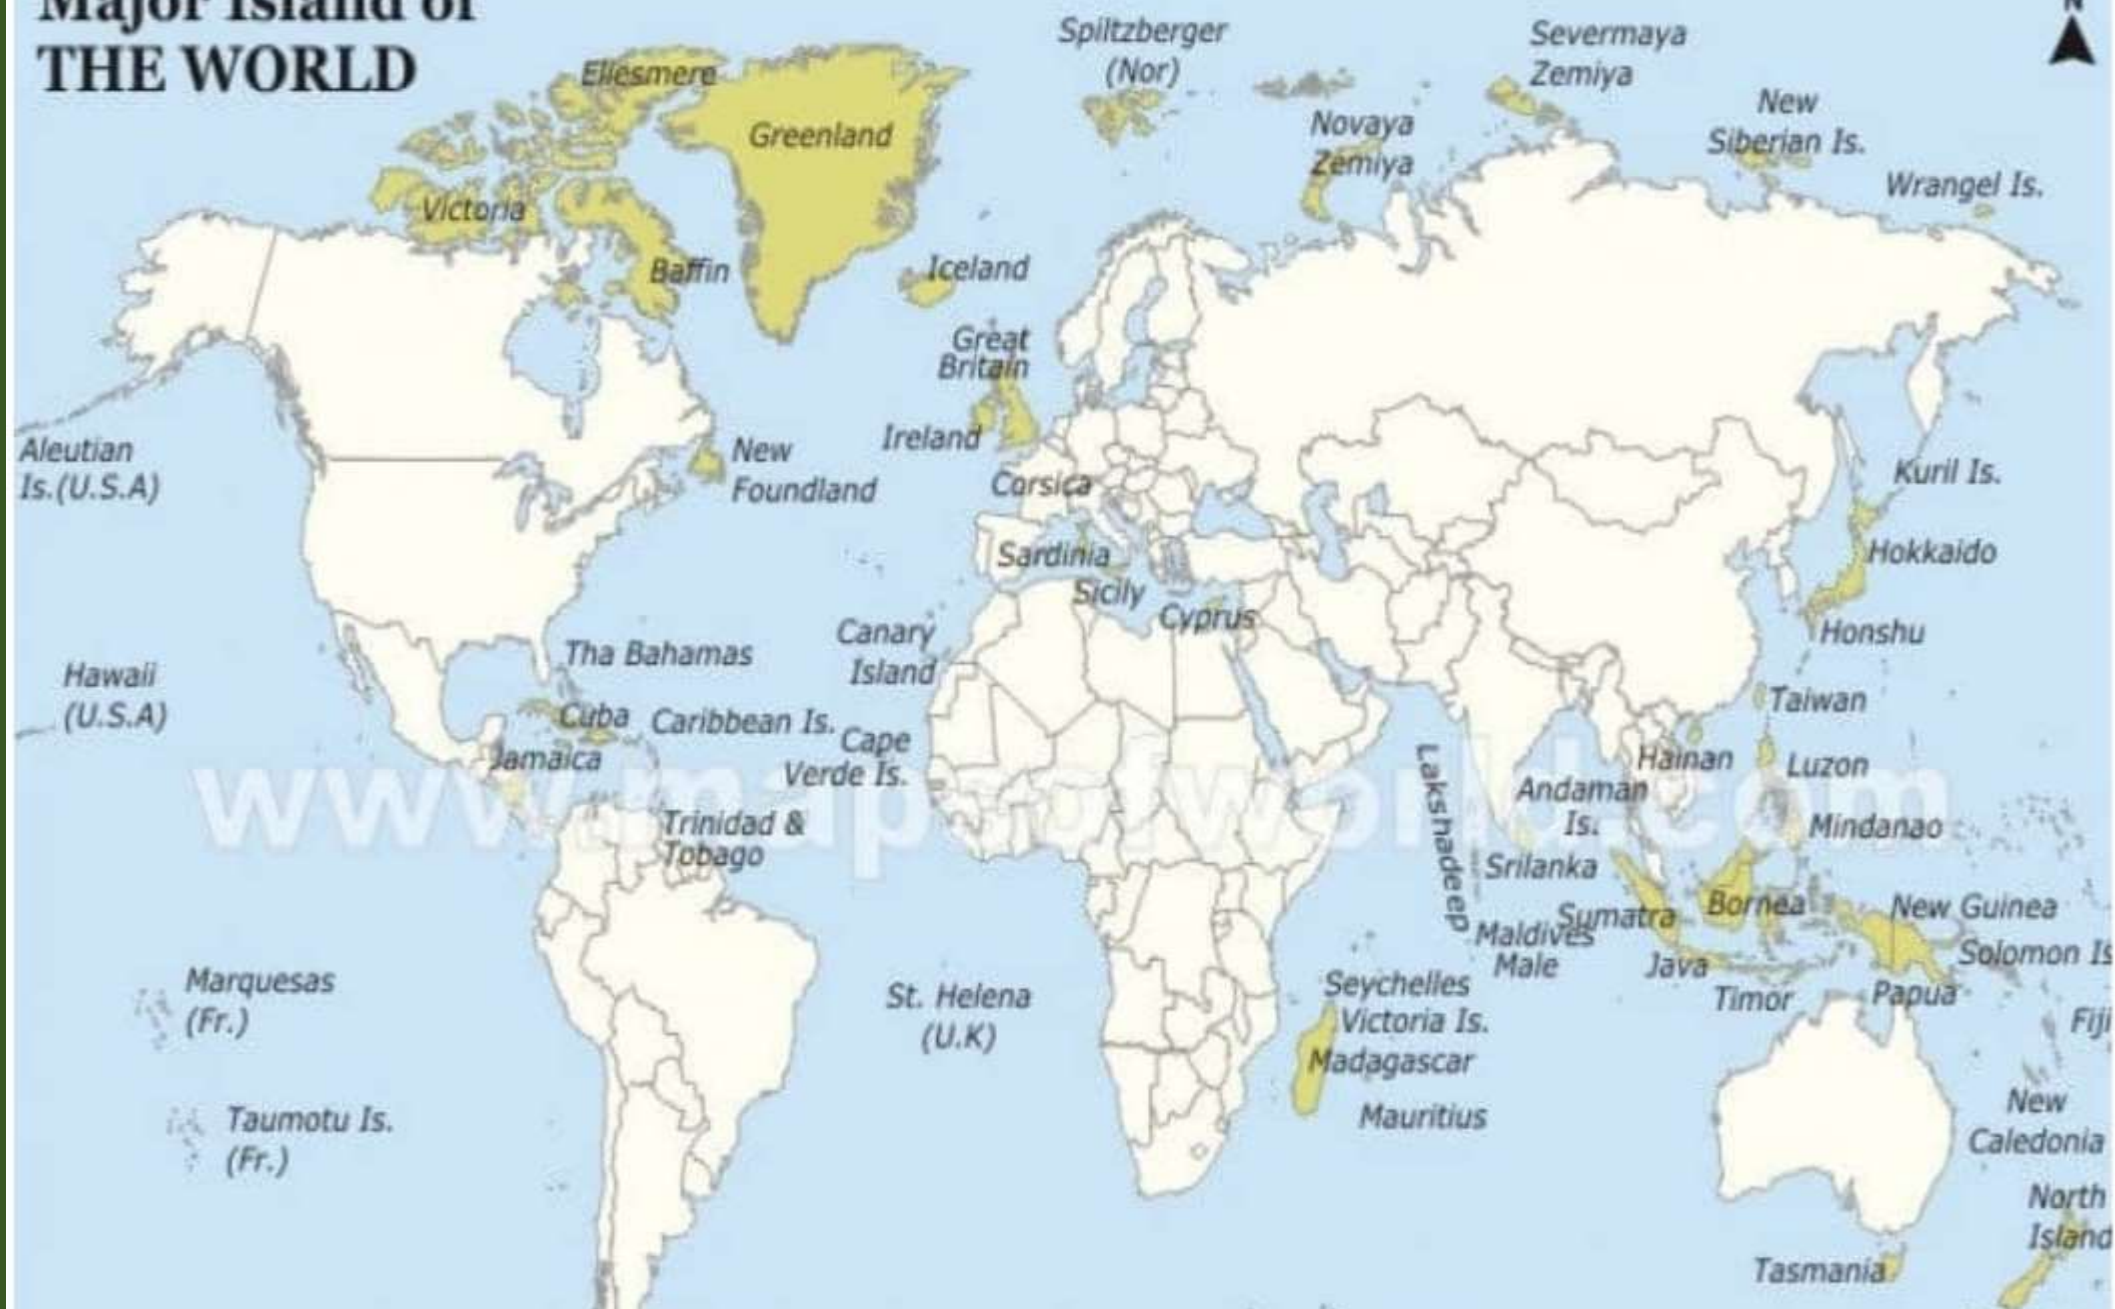 Major Island of
THE WORLD
N
Spiltzberger
(Nor)
Severmaya
Zemiya
Ellesmere
Greenland
New
Siberian Is.
Novaya
Zemiya
Wrangel Is.
Victoria
Baffin
Iceland
Great
Britain
Ireland
Aleutian
Is.(U.S.A)
New
Foundland
Corsica
Kuril Is.
Sardinia
Hokkaido
Sicily
Cyprus
Canary
Island
Honshu
Tha Bahamas
Hawaii
(U.S.A)
Taiwan
Cuba
Caribbean Is.
Cape
Verde Is.
Jamaica
Hainan
Luzon
www.mapsofworld.com
Lakshadeep
Andaman
Is.
Trinidad &
Tobago
Mindanao
Srilanka
Sumatra
Bornea
New Guinea
Maldives
Male
Java
Solomon Is
Timor
Papua
Marquesas
(Fr.)
St. Helena
(U.K)
Seychelles
Victoria Is.
Fiji
Madagascar
Mauritius
Taumotu Is.
(Fr.)
New
Caledonia
North
Island
Tasmania